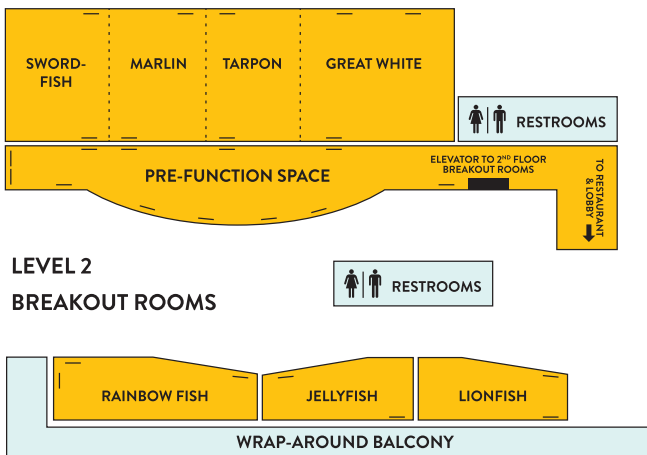 SWORD-
FISH
MARLIN
TARPON
GREAT WHITE
RESTROOMS
PRE-FUNCTION SPACE
ELEVATOR TO 2ND FLOOR
BREAKOUT ROOMS
TO RESTAURANT
& LOBBY
LEVEL 2
BREAKOUT ROOMS
RESTROOMS
RAINBOW FISH
JELLYFISH
LIONFISH
WRAP-AROUND BALCONY